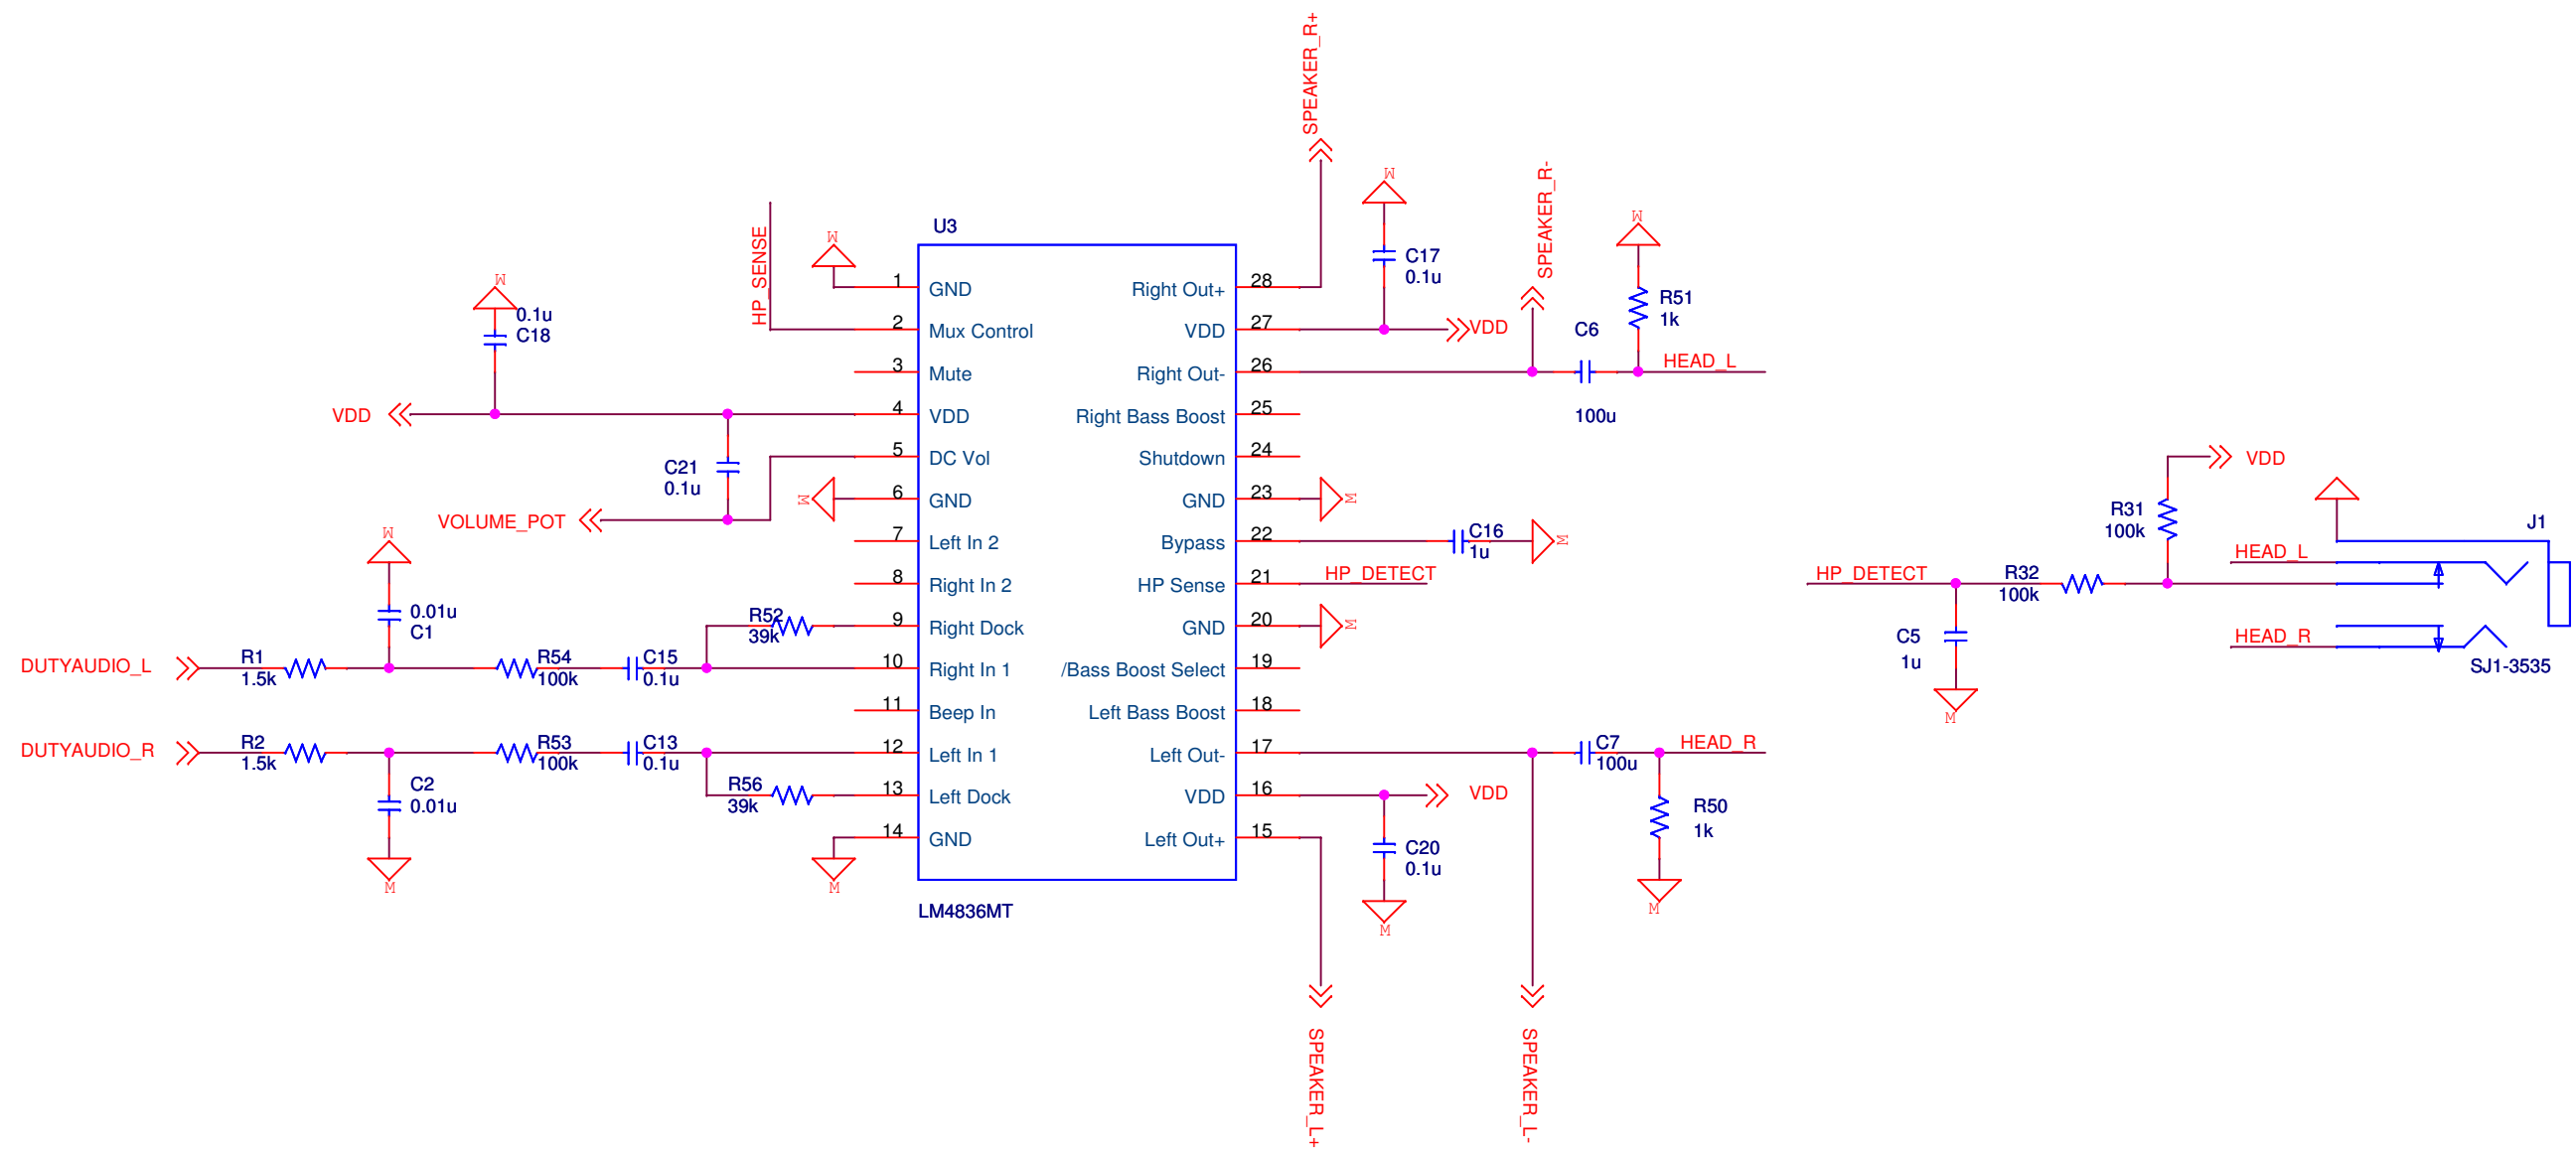 SPEAKER_R+
M
SPEAKER_R-
M
HP_SENSE
U3
M
C17
0.1u
M
0.1u
C18
R51
1k
C6
100u
HEAD_L
VDD
1
GND
2
Mux Control
3
Mute
4
VDD
5
DC Vol
6
GND
7
Left In 2
8
Right In 2
9
Right Dock
10
Right In 1
11
Beep In
12
Left In 1
13
Left Dock
14
GND
Right Out+
28
VDD
27
Right Out-
26
Right Bass Boost
25
Shutdown
24
GND
23
Bypass
22
HP Sense
21
GND
20
/Bass Boost Select
19
Left Bass Boost
18
Left Out-
17
VDD
16
Left Out+
15
LM4836MT
VDD
C21
0.1u
M
VOLUME_POT
M
0.01u
C1
DUTYAUDIO_L
R1
1.5k
R54
100k
C15
0.1u
R52
39k
DUTYAUDIO_R
R2
1.5k
R53
100k
C13
0.1u
C2
0.01u
R56
39k
M
M
M
C16
1u
M
HP_DETECT
M
C7
100u
HEAD_R
VDD
C20
0.1u
M
R50
1k
M
SPEAKER_L+
SPEAKER_L-
VDD
R31
100k
J1
HEAD_L
HP_DETECT
R32
100k
C5
1u
M
HEAD_R
SJ1-3535